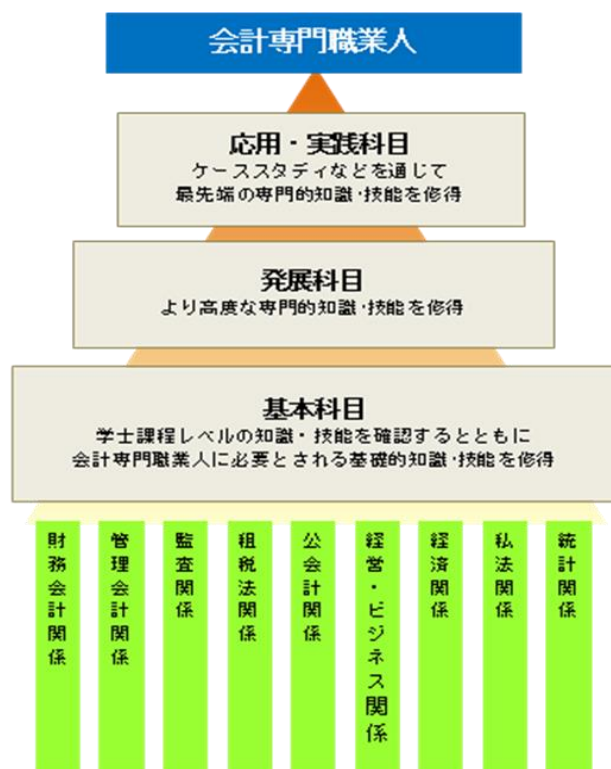 会計専門職業人
応用・実践科目
ケーススタディなどを通じて
最先端の専門的知識・技能を修得
発展科目
より高度な専門的知識・技能を修得
基本科目
学士課程レベルの知識・技能を確認するとともに
会計専門職業人に必要とされる基礎的知識・技能を修得
財務会計関係
管理会計関係
監査関係
租税法関係
公会計関係
経営・ビジネス関係
経済関係
私法関係
統計関係